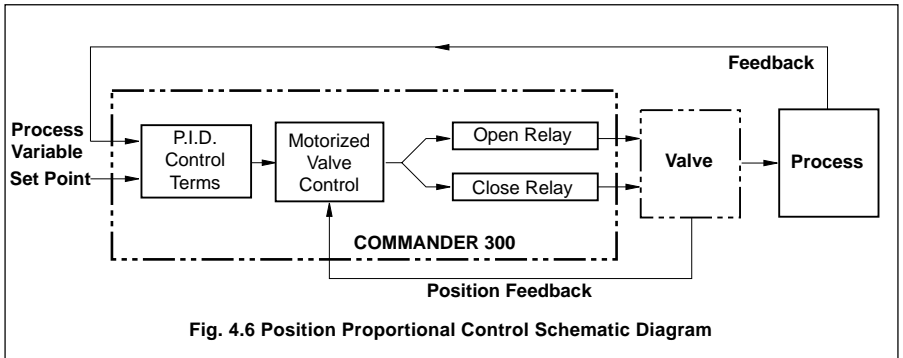 Feedback
Process
Variable
Set Point
P.I.D.
Control
Terms
Motorized
Valve
Control
Open Relay
Close Relay
Valve
Process
COMMANDER 300
Position Feedback
Fig. 4.6 Position Proportional Control Schematic Diagram